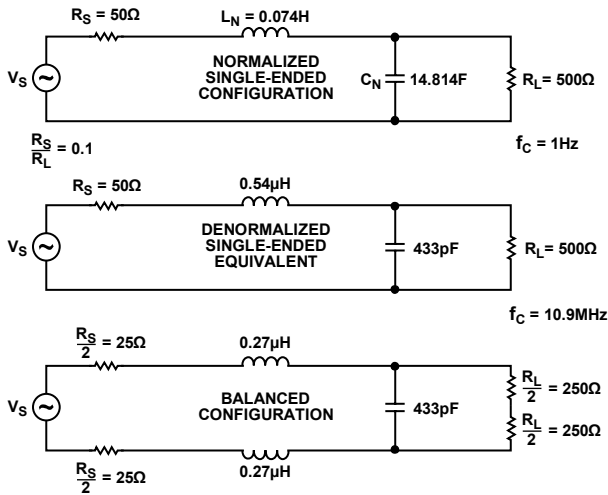 R_S = 50Ω
L_N = 0.074H
V_S
NORMALIZED
SINGLE-ENDED
CONFIGURATION
C_N
14.814F
R_L= 500Ω
R_S
R_L
= 0.1
f_C = 1Hz
R_S = 50Ω
0.54µH
V_S
DENORMALIZED
SINGLE-ENDED
EQUIVALENT
433pF
R_L= 500Ω
f_C = 10.9MHz
R_S
2
= 25Ω
0.27µH
V_S
BALANCED
CONFIGURATION
433pF
R_L
2
= 250Ω
R_L
2
= 250Ω
R_S
2
= 25Ω
0.27µH